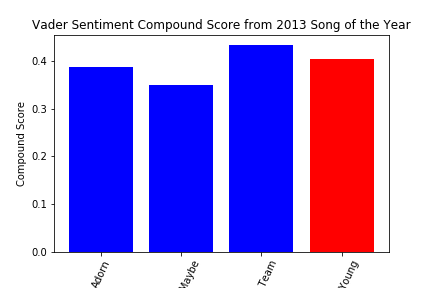 Vader Sentiment Compound Score from 2013 Song of the Year
Compound Score
0.4
0.3
0.2
0.1
0.0
Adorn
Maybe
Team
Young